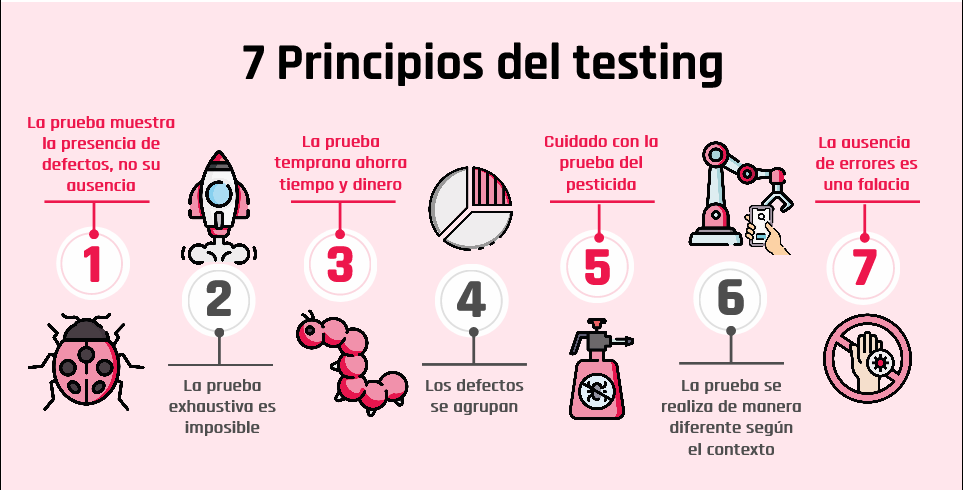 7 Principios del testing
La prueba muestra
la presencia de
defectos, no su
ausencia
1
2
La prueba
exhaustiva es
imposible
La prueba
temprana ahorra
tiempo y dinero
3
4
Los defectos
se agrupan
Cuidado con la
prueba del
pesticida
5
6
La prueba se
realiza de manera
diferente según
el contexto
La ausencia
de errores es
una falacia
7